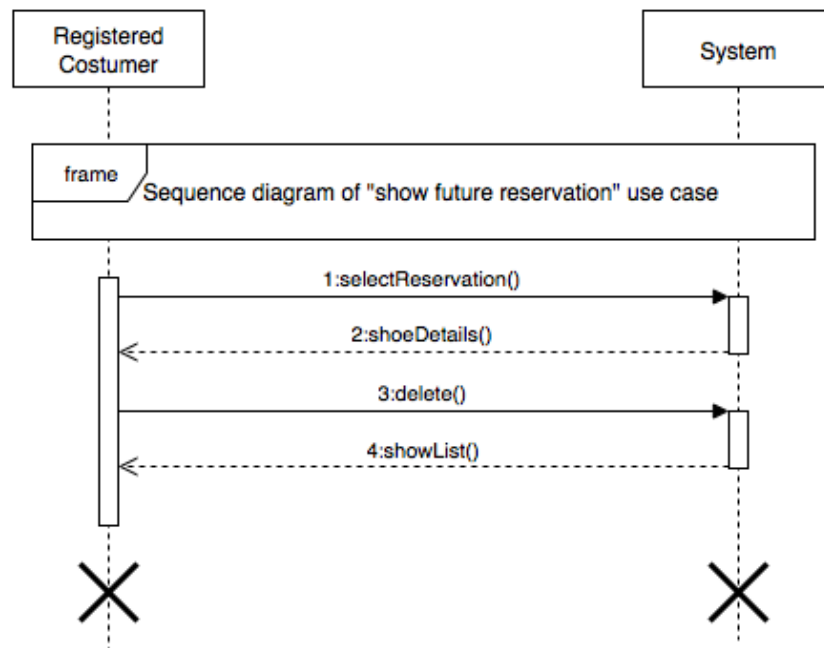 Registered
Costumer
System
frame
Sequence diagram of "show future reservation" use case
1:selectReservation()
2:shoeDetails()
3:delete()
4:showList()